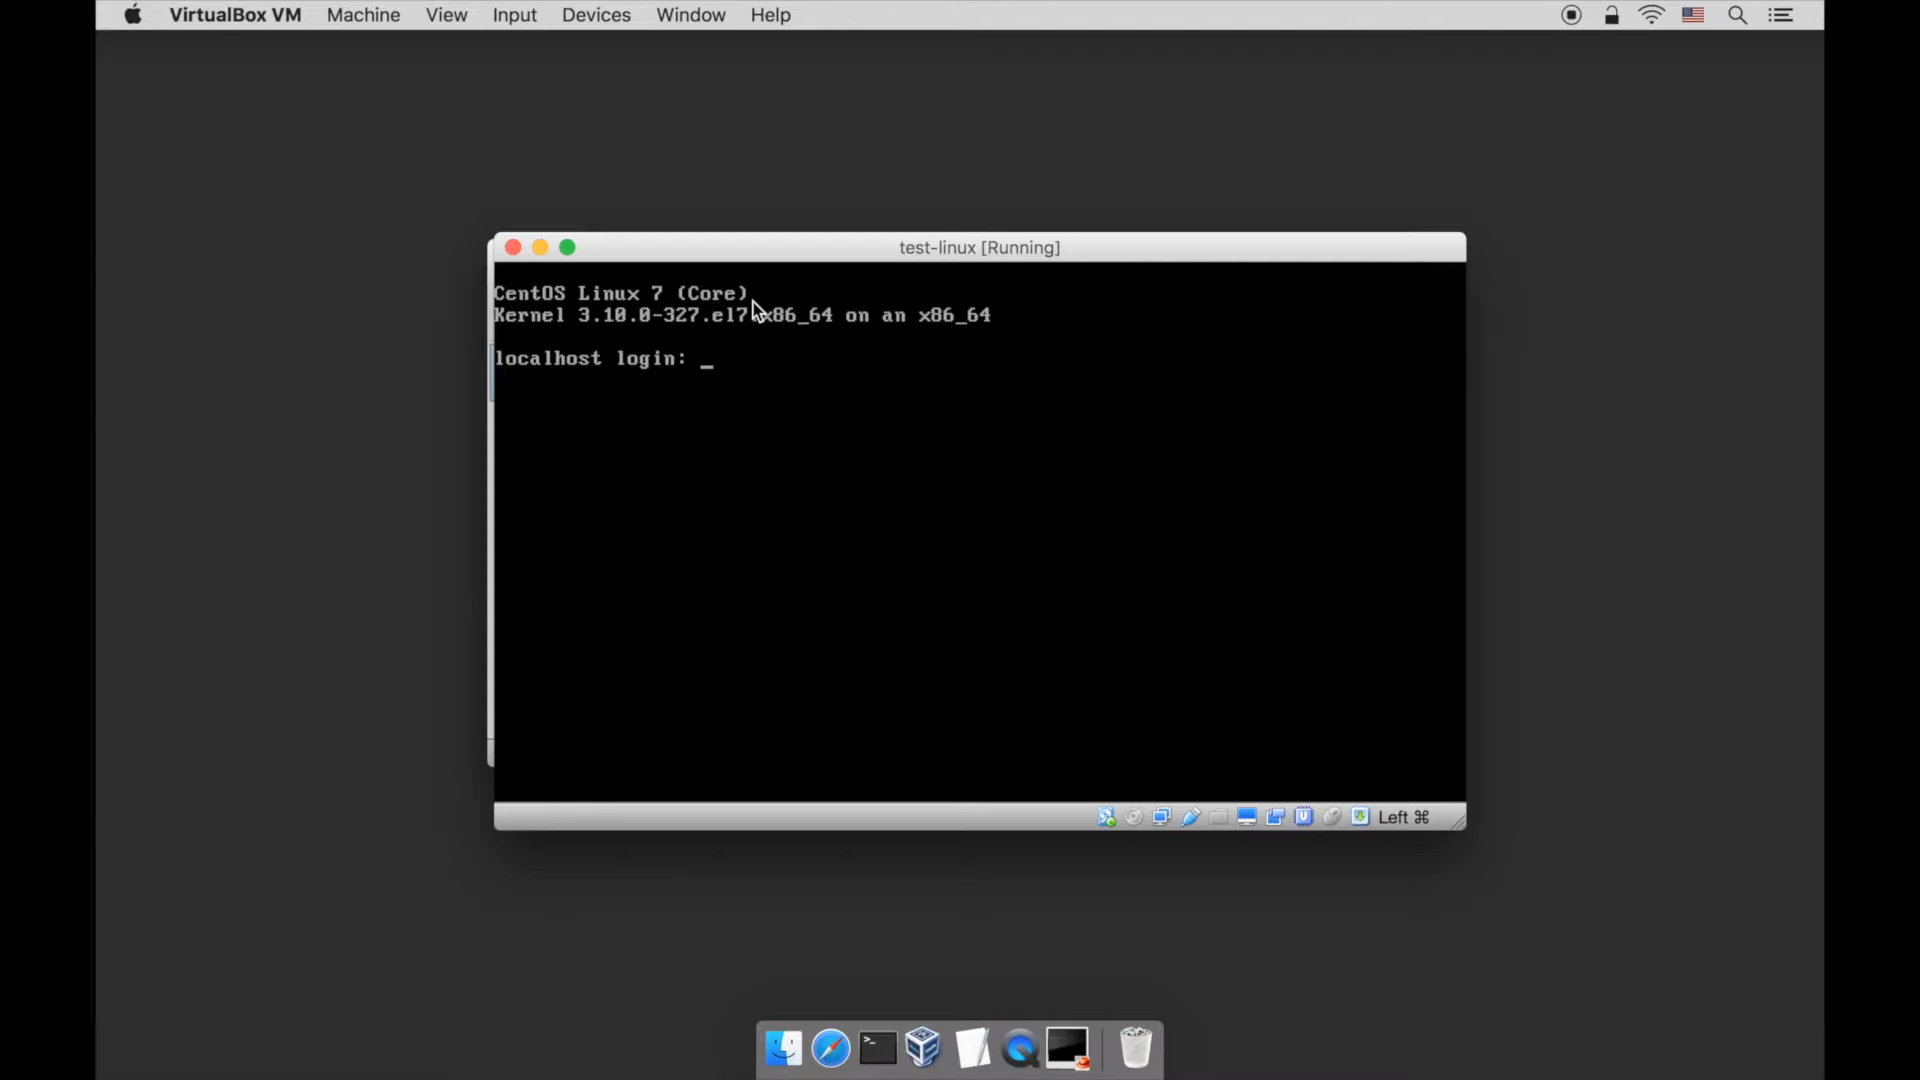 VirtualBox VM Machine View Input Devices Window Help
test-linux [Running]
CentOS Linux 7 (Core)
Kernel 3.10.0-327.el7.x86_64 on an x86_64
localhost login: _
Left ⌘